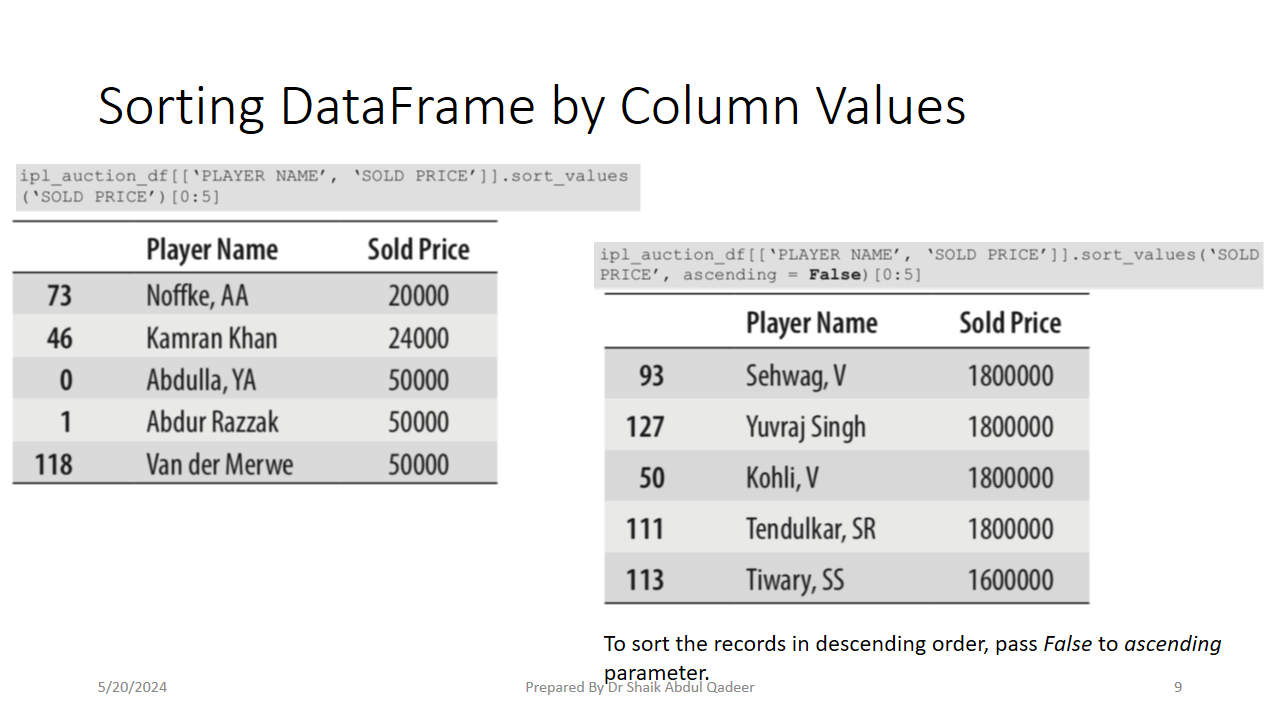 Sorting DataFrame by Column Values
ipl_auction_df[[‘PLAYER NAME’, ‘SOLD PRICE’]].sort_values
(‘SOLD PRICE’)[0:5]
Player Name Sold Price
73 Noffke, AA 20000
46 Kamran Khan 24000
0 Abdulla, YA 50000
1 Abdur Razzak 50000
118 Van der Merwe 50000
ipl_auction_df[[‘PLAYER NAME’, ‘SOLD PRICE’]].sort_values(‘SOLD
PRICE’, ascending = False)[0:5]
Player Name Sold Price
93 Sehwag, V 1800000
127 Yuvraj Singh 1800000
50 Kohli, V 1800000
111 Tendulkar, SR 1800000
113 Tiwary, SS 1600000
To sort the records in descending order, pass False to ascending
parameter.
5/20/2024
Prepared By Dr Shaik Abdul Qadeer
9